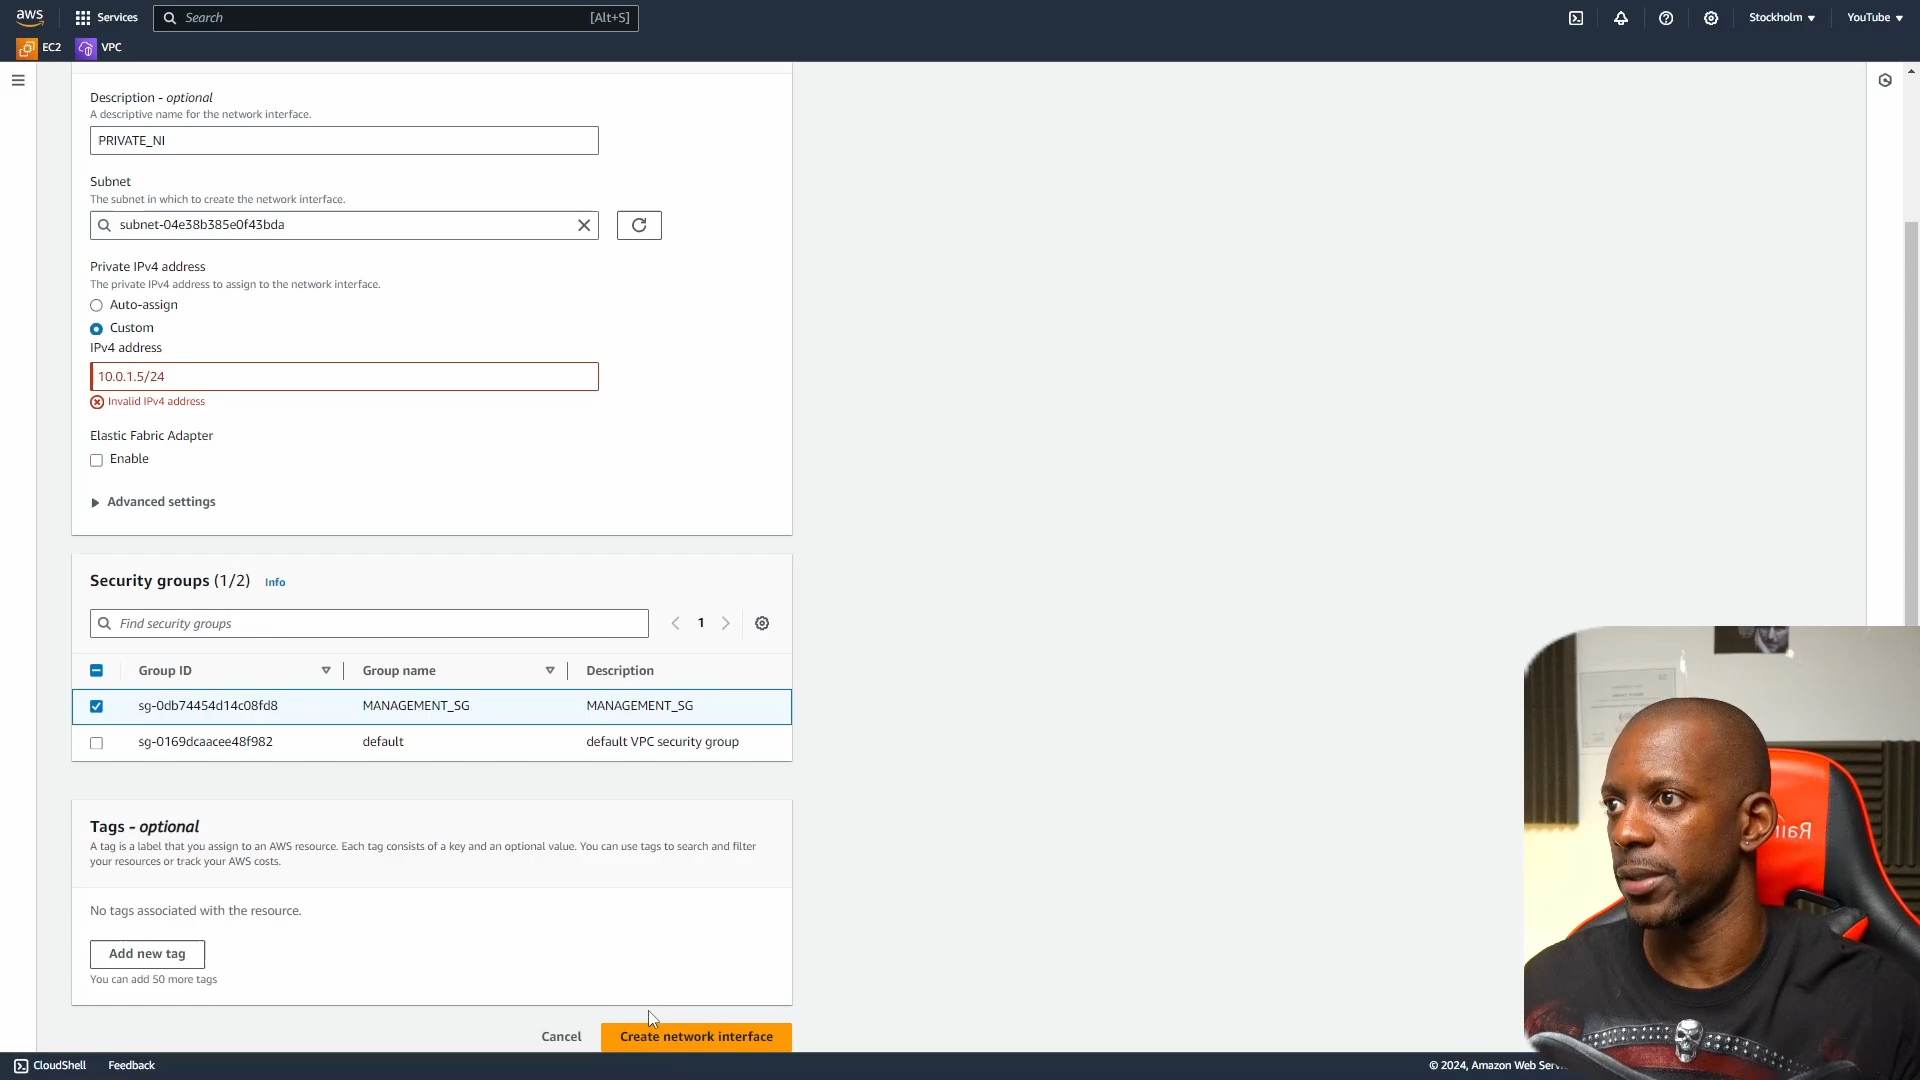 aws
Services
Search
[Alt+S]
Stockholm
YouTube
EC2
VPC
Description - optional
A descriptive name for the network interface.
PRIVATE_NI
Subnet
The subnet in which to create the network interface.
subnet-04e38b385e0f43bda
Private IPv4 address
The private IPv4 address to assign to the network interface.
Auto-assign
Custom
IPv4 address
10.0.1.5/24
Invalid IPv4 address
Elastic Fabric Adapter
Enable
Advanced settings
Security groups (1/2) Info
Find security groups
1
Group ID Group name Description
sg-0db74454d14c08fd8 MANAGEMENT_SG MANAGEMENT_SG
sg-0169dcaacee48f982 default default VPC security group
Tags - optional
A tag is a label that you assign to an AWS resource. Each tag consists of a key and an optional value. You can use tags to search and filter
your resources or track your AWS costs.
No tags associated with the resource.
Add new tag
You can add 50 more tags
Cancel
Create network interface
CloudShell
Feedback
© 2024, Amazon Web